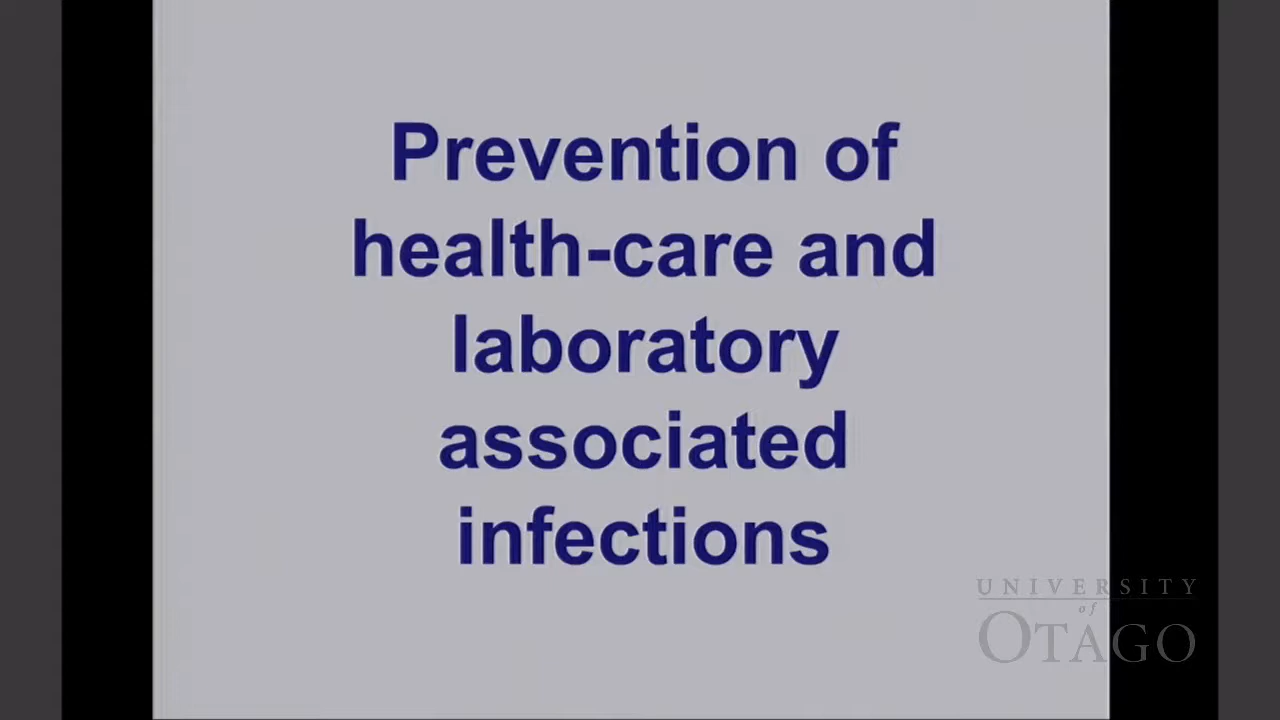 Prevention of
health-care and
laboratory
associated
infections
UNIVERSITY
of
OTAGO